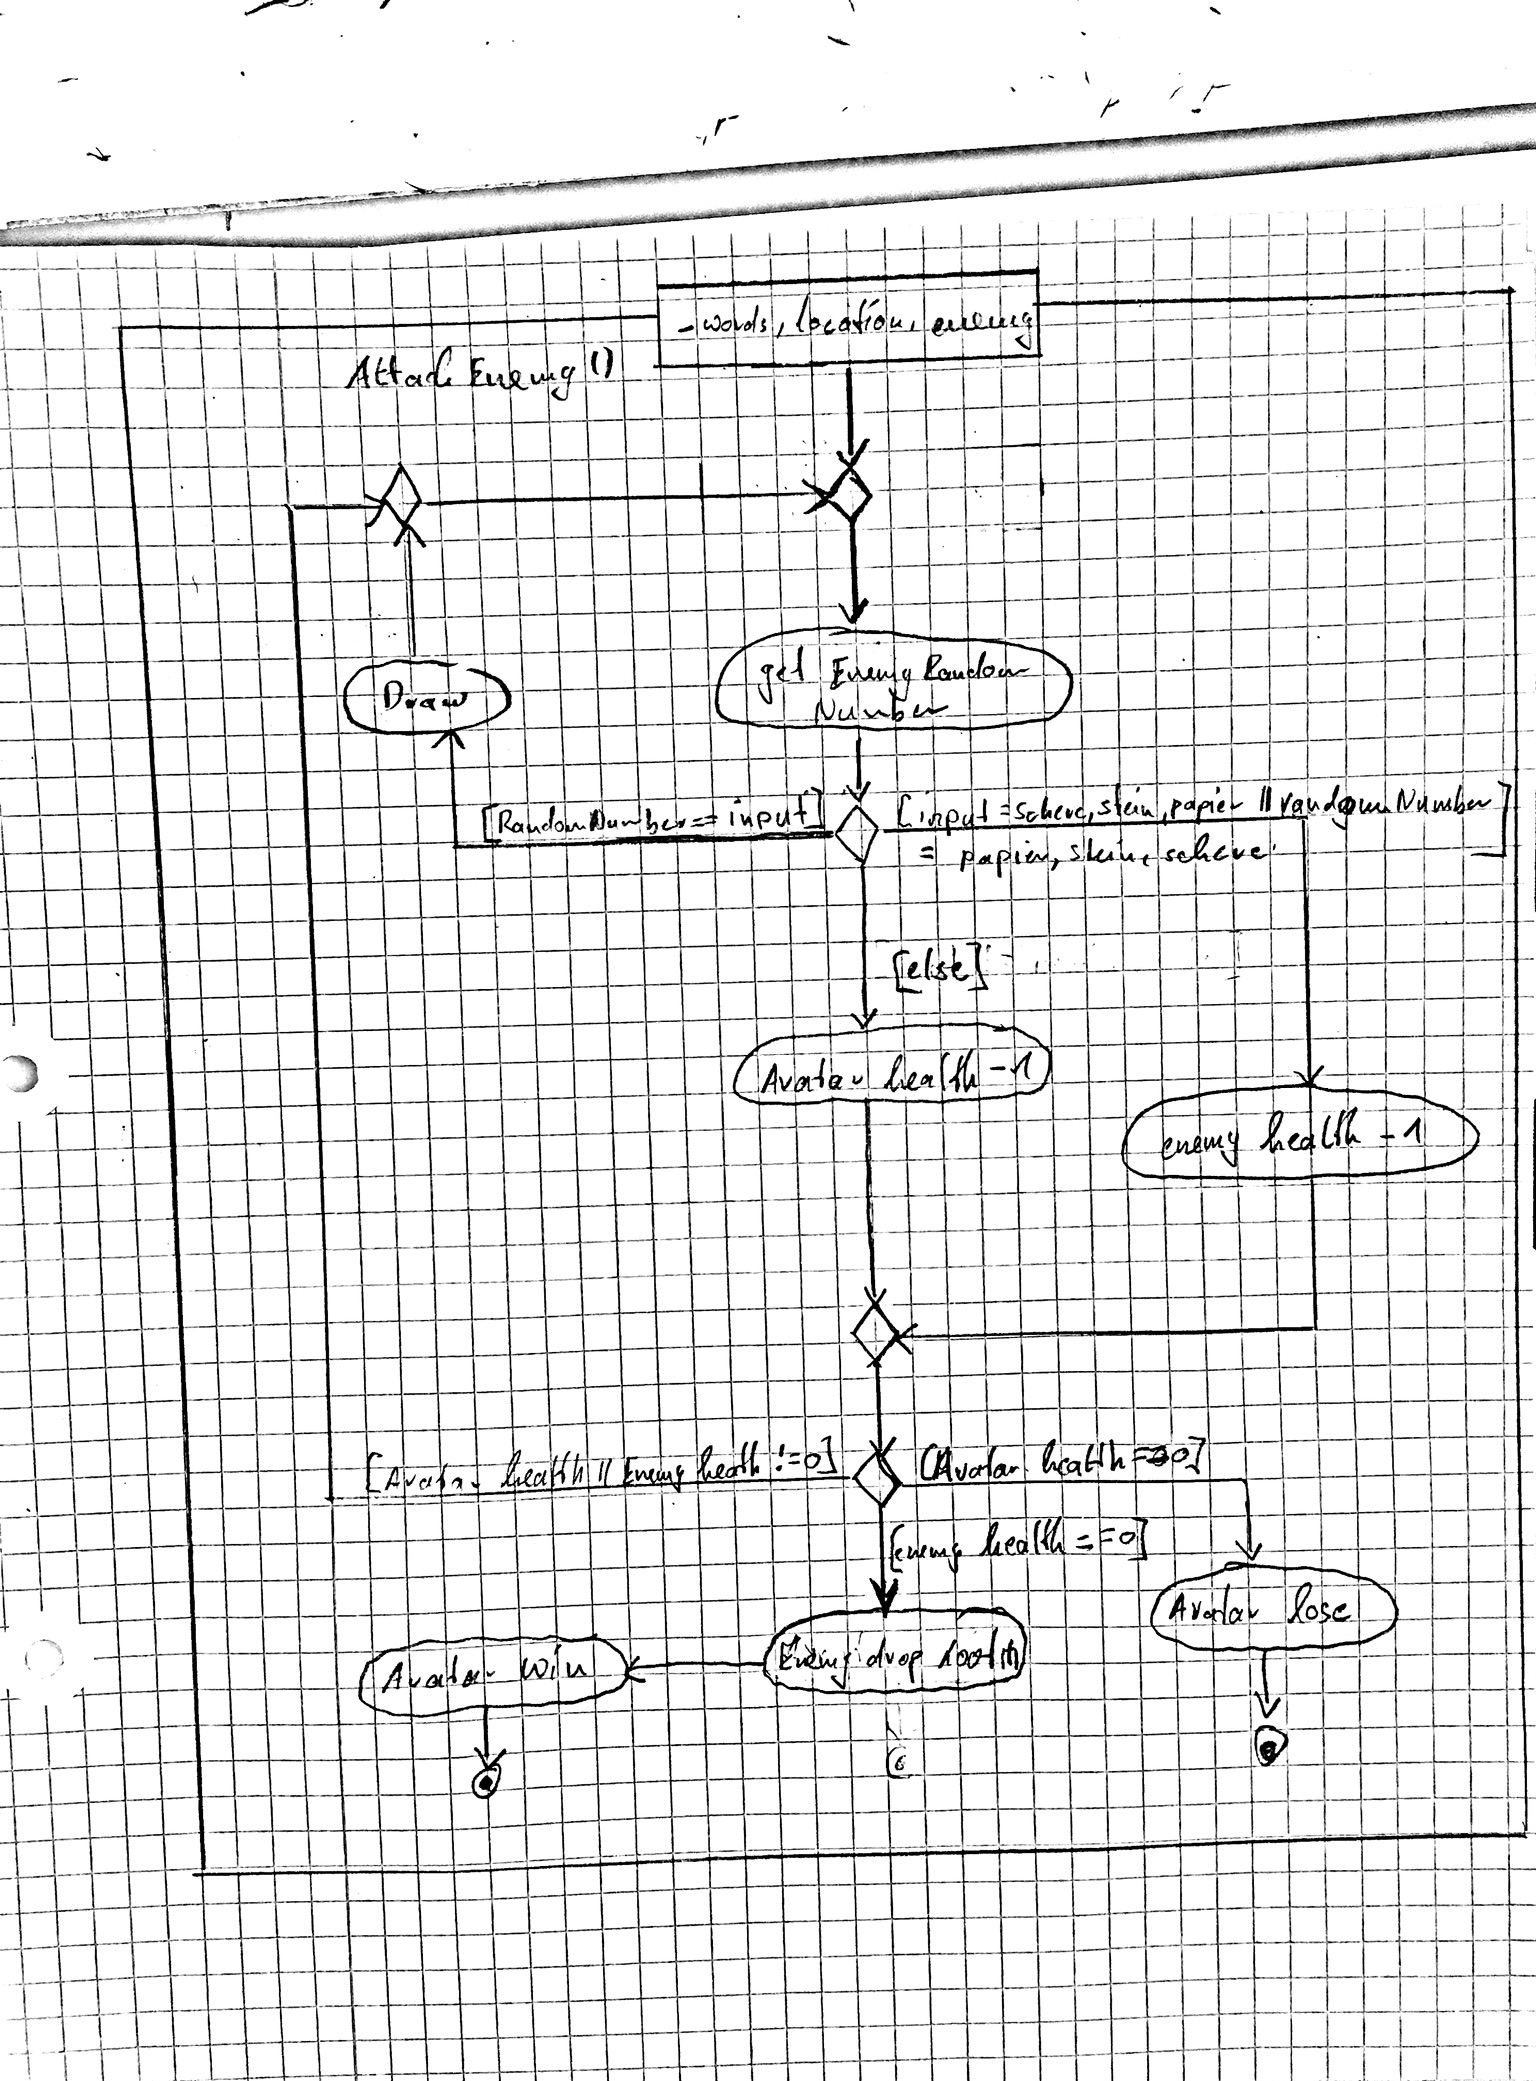 - words, location, enemy
Attack Enemy ()
get Enemy Random
Number
Draw
[RandomNumber == input]
[input = schere, stein, papier || randomNumber
= papier, stein, schere ]
[else]
Avatar health -1
enemy health -1
[Avatar health || Enemy health != 0]
[Avatar health == 0]
[enemy health == 0]
Avatar lose
Enemy drop
Avatar win